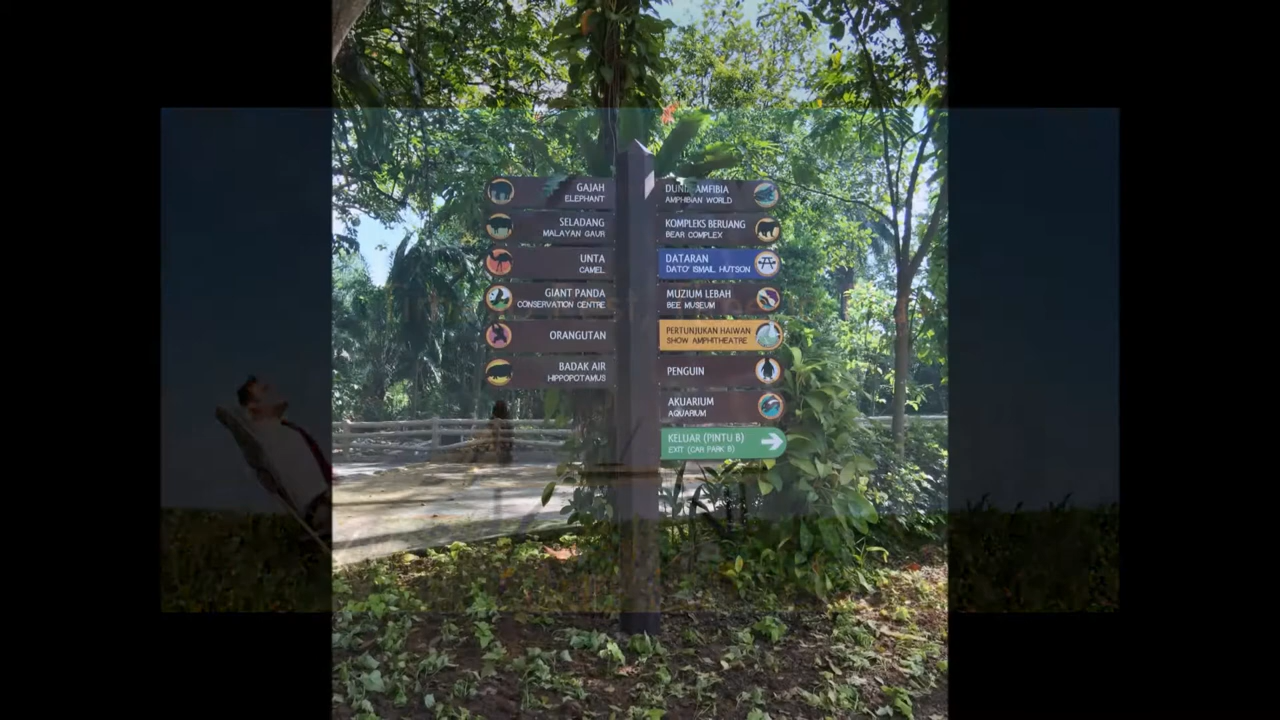 GAJAH
ELEPHANT
SELADANG
MALAYAN GAUR
UNTA
CAMEL
GIANT PANDA
CONSERVATION CENTRE
ORANGUTAN
BADAK AIR
HIPPOPOTAMUS
DUNIA AMFIBIA
AMPHIBIAN WORLD
KOMPLEKS BERUANG
BEAR COMPLEX
DATARAN
DATO' ISMAIL HUTSON
MUZIUM LEBAH
BEE MUSEUM
PERTUNJUKAN HAIWAN
SHOW AMPHITHEATRE
PENGUIN
AKUARIUM
AQUARIUM
KELUAR (PINTU B)
EXIT (CAR PARK B)